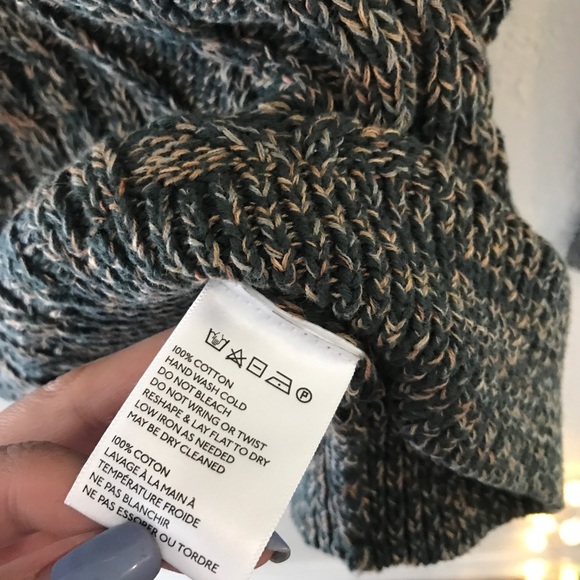 100% COTTON
HAND WASH COLD
DO NOT BLEACH
DO NOT WRING OR TWIST
RESHAPE & LAY FLAT TO DRY
LOW IRON AS NEEDED
MAY BE DRY CLEANED
100% COTON
LAVAGE À LA MAIN À
TEMPÉRATURE FROIDE
NE PAS BLANCHIR
NE PAS ESSORER OU TORDRE